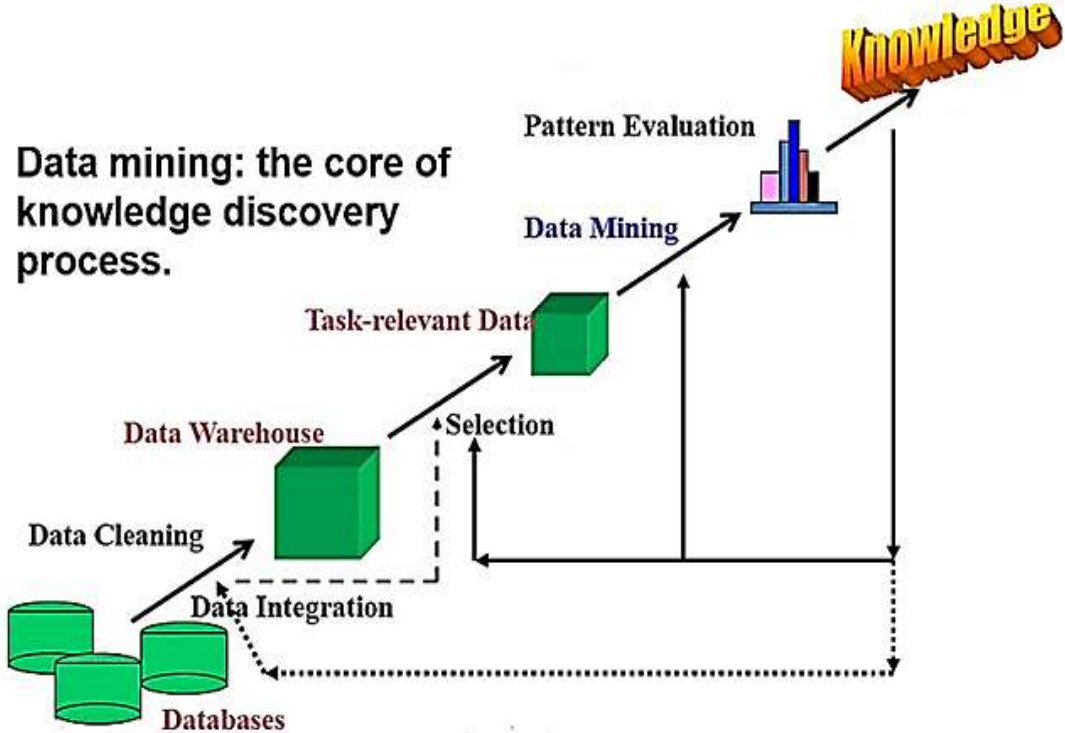 Knowledge
Pattern Evaluation
Data mining: the core of
knowledge discovery
process.
Data Mining
Task-relevant Data
Selection
Data Warehouse
Data Cleaning
Data Integration
Databases